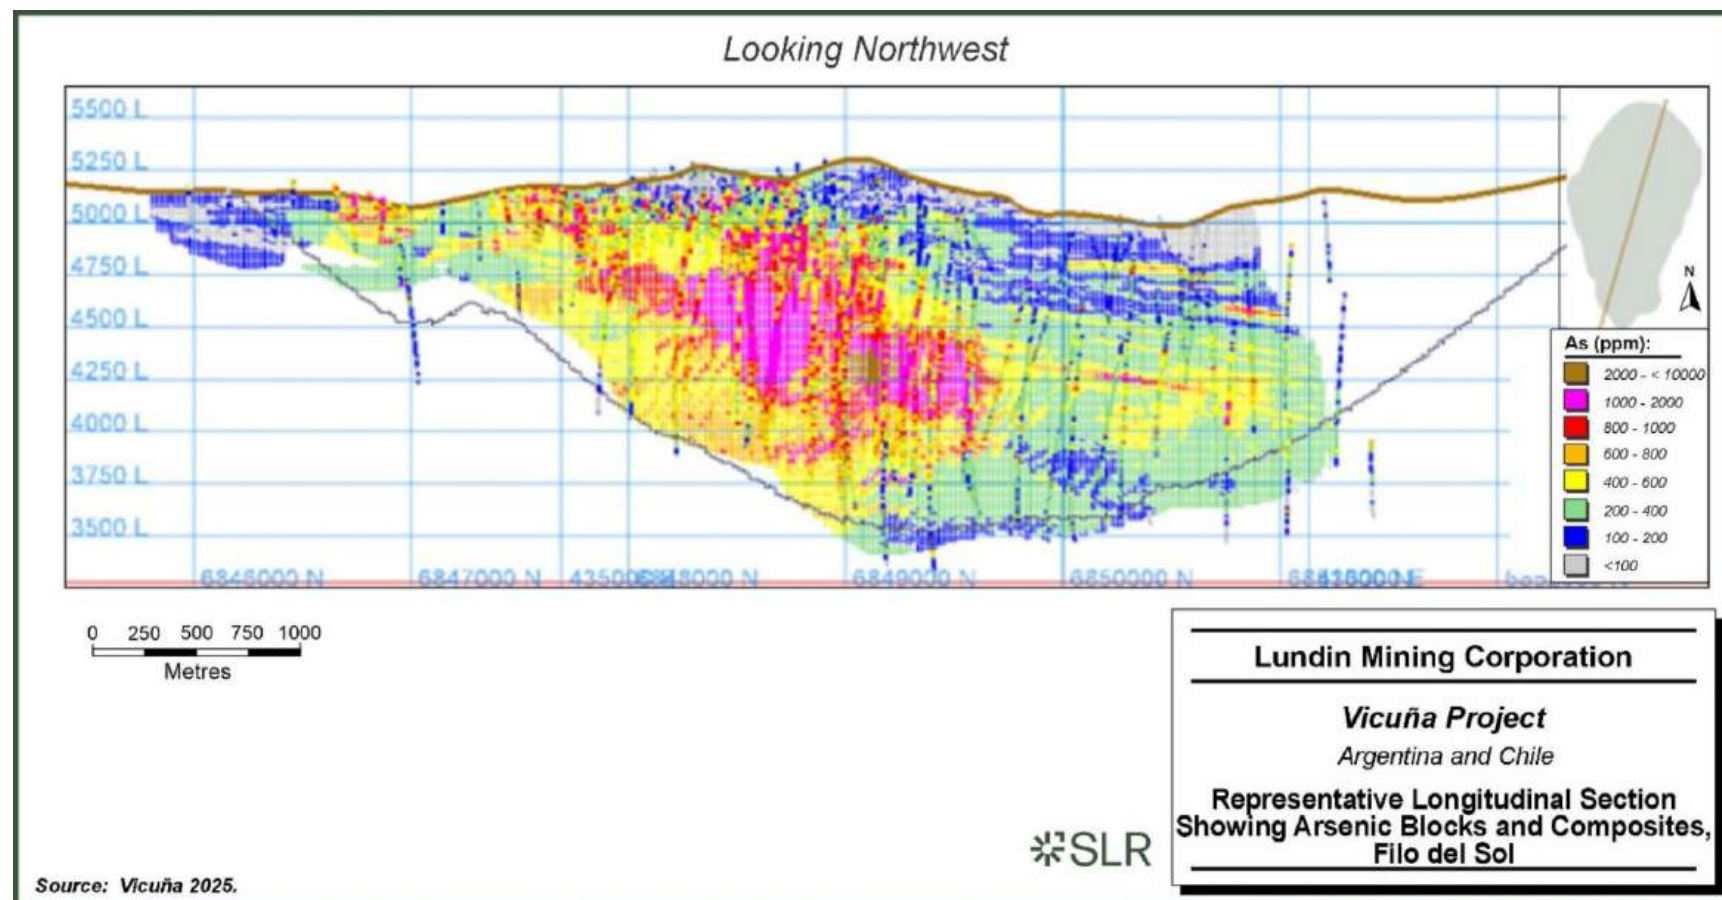 Looking Northwest
5500 L
5250 L
5000 L
4750 L
4500 L
4250 L
4000 L
3750 L
3500 L
6846000 N
6847000 N
6849000 N
6850000 N
N
As (ppm):
2000 - < 10000
1000 - 2000
800 - 1000
600 - 800
400 - 600
200 - 400
100 - 200
<100
0 250 500 750 1000
Metres
Lundin Mining Corporation
Vicuña Project
Argentina and Chile
Representative Longitudinal Section
Showing Arsenic Blocks and Composites,
Filo del Sol
SLR
Source: Vicuña 2025.